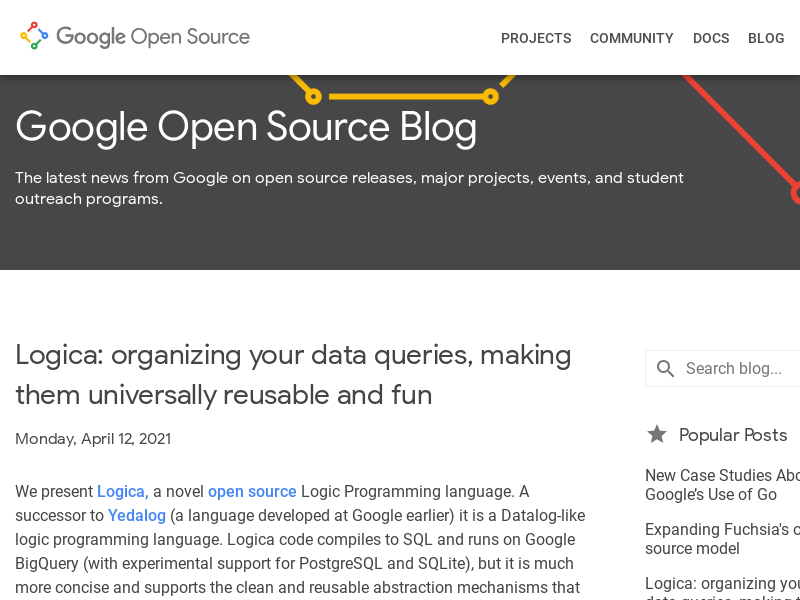 Google Open Source
PROJECTS COMMUNITY DOCS BLOG
Google Open Source Blog
The latest news from Google on open source releases, major projects, events, and student
outreach programs.
Logica: organizing your data queries, making
them universally reusable and fun
Monday, April 12, 2021
We present Logica, a novel open source Logic Programming language. A
successor to Yedalog (a language developed at Google earlier) it is a Datalog-like
logic programming language. Logica code compiles to SQL and runs on Google
BigQuery (with experimental support for PostgreSQL and SQLite), but it is much
more concise and supports the clean and reusable abstraction mechanisms that
Search blog...
Popular Posts
New Case Studies
Google's Use of Go
Expanding Fuchsia's
source model
Logica: organizing